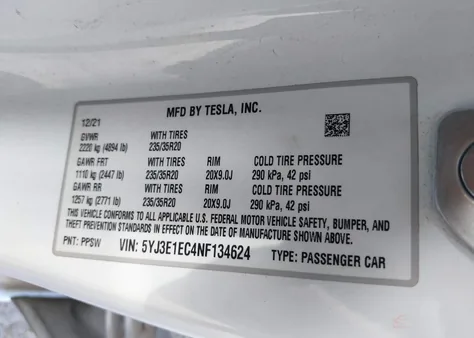 MFD BY TESLA, INC.
12/21
GVWR WITH TIRES
2220 kg (4894 lb) 235/35R20
GAWR FRT WITH TIRES RIM COLD TIRE PRESSURE
1110 kg (2447 lb) 235/35R20 20X9.0J 290 kPa, 42 psi
GAWR RR WITH TIRES RIM COLD TIRE PRESSURE
1257 kg (2771 lb) 235/35R20 20X9.0J 290 kPa, 42 psi
THIS VEHICLE CONFORMS TO ALL APPLICABLE U.S. FEDERAL MOTOR VEHICLE SAFETY, BUMPER, AND
THEFT PREVENTION STANDARDS IN EFFECT ON THE DATE OF MANUFACTURE SHOWN ABOVE.
PNT: PPSW VIN: 5YJ3E1EC4NF134624 TYPE: PASSENGER CAR